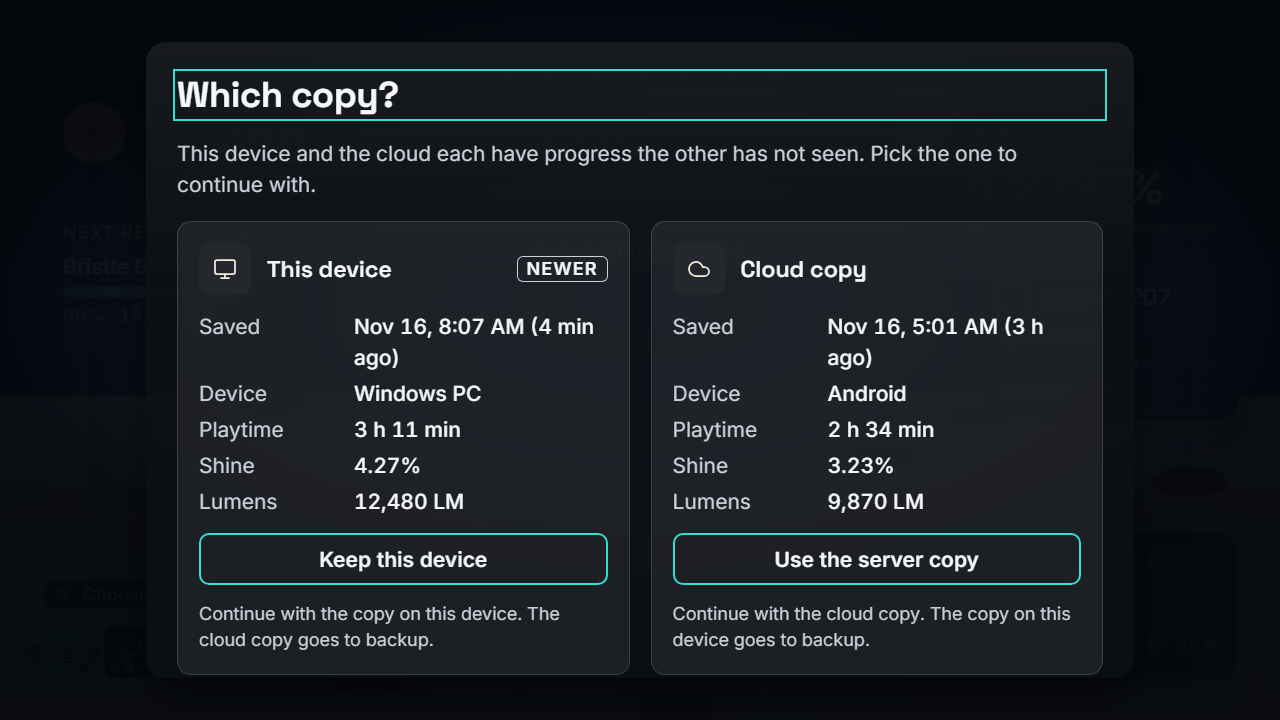 Which copy?
This device and the cloud each have progress the other has not seen. Pick the one to
continue with.
This device
NEWER
Saved
Nov 16, 8:07 AM (4 min
ago)
Device
Windows PC
Playtime
3 h 11 min
Shine
4.27%
Lumens
12,480 LM
Keep this device
Continue with the copy on this device. The
cloud copy goes to backup.
Cloud copy
Saved
Nov 16, 5:01 AM (3 h
ago)
Device
Android
Playtime
2 h 34 min
Shine
3.23%
Lumens
9,870 LM
Use the server copy
Continue with the cloud copy. The copy on this
device goes to backup.
NEXT RE
Bristle B